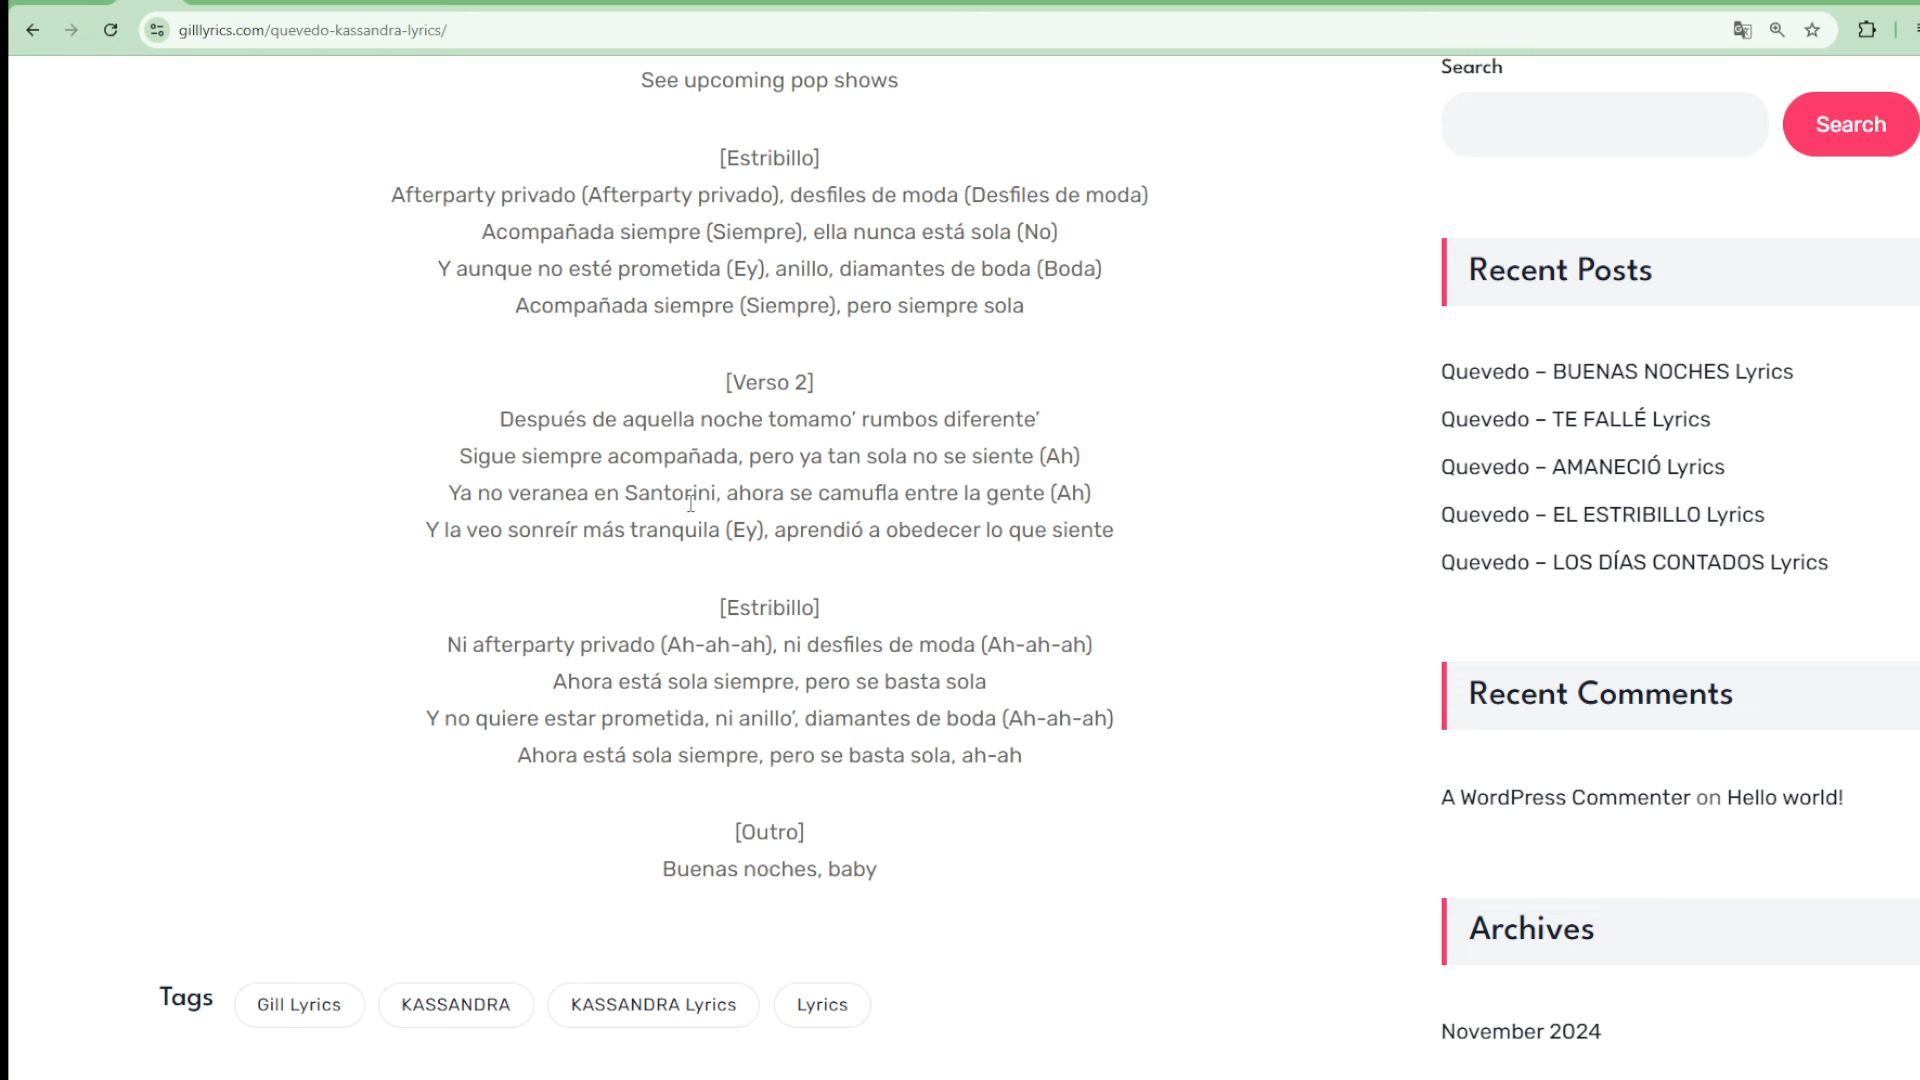 gilllyrics.com/quevedo-kassandra-lyrics/
See upcoming pop shows
[Estribillo]
Afterparty privado (Afterparty privado), desfiles de moda (Desfiles de moda)
Acompañada siempre (Siempre), ella nunca está sola (No)
Y aunque no esté prometida (Ey), anillo, diamantes de boda (Boda)
Acompañada siempre (Siempre), pero siempre sola
[Verso 2]
Después de aquella noche tomamo’ rumbos diferente’
Sigue siempre acompañada, pero ya tan sola no se siente (Ah)
Ya no veranea en Santorini, ahora se camufla entre la gente (Ah)
Y la veo sonreír más tranquila (Ey), aprendió a obedecer lo que siente
[Estribillo]
Ni afterparty privado (Ah-ah-ah), ni desfiles de moda (Ah-ah-ah)
Ahora está sola siempre, pero se basta sola
Y no quiere estar prometida, ni anillo’, diamantes de boda (Ah-ah-ah)
Ahora está sola siempre, pero se basta sola, ah-ah
[Outro]
Buenas noches, baby
Tags
Gill Lyrics
KASSANDRA
KASSANDRA Lyrics
Lyrics
Search
Search
Recent Posts
Quevedo – BUENAS NOCHES Lyrics
Quevedo – TE FALLÉ Lyrics
Quevedo – AMANECIÓ Lyrics
Quevedo – EL ESTRIBILLO Lyrics
Quevedo – LOS DÍAS CONTADOS Lyrics
Recent Comments
A WordPress Commenter on Hello world!
Archives
November 2024